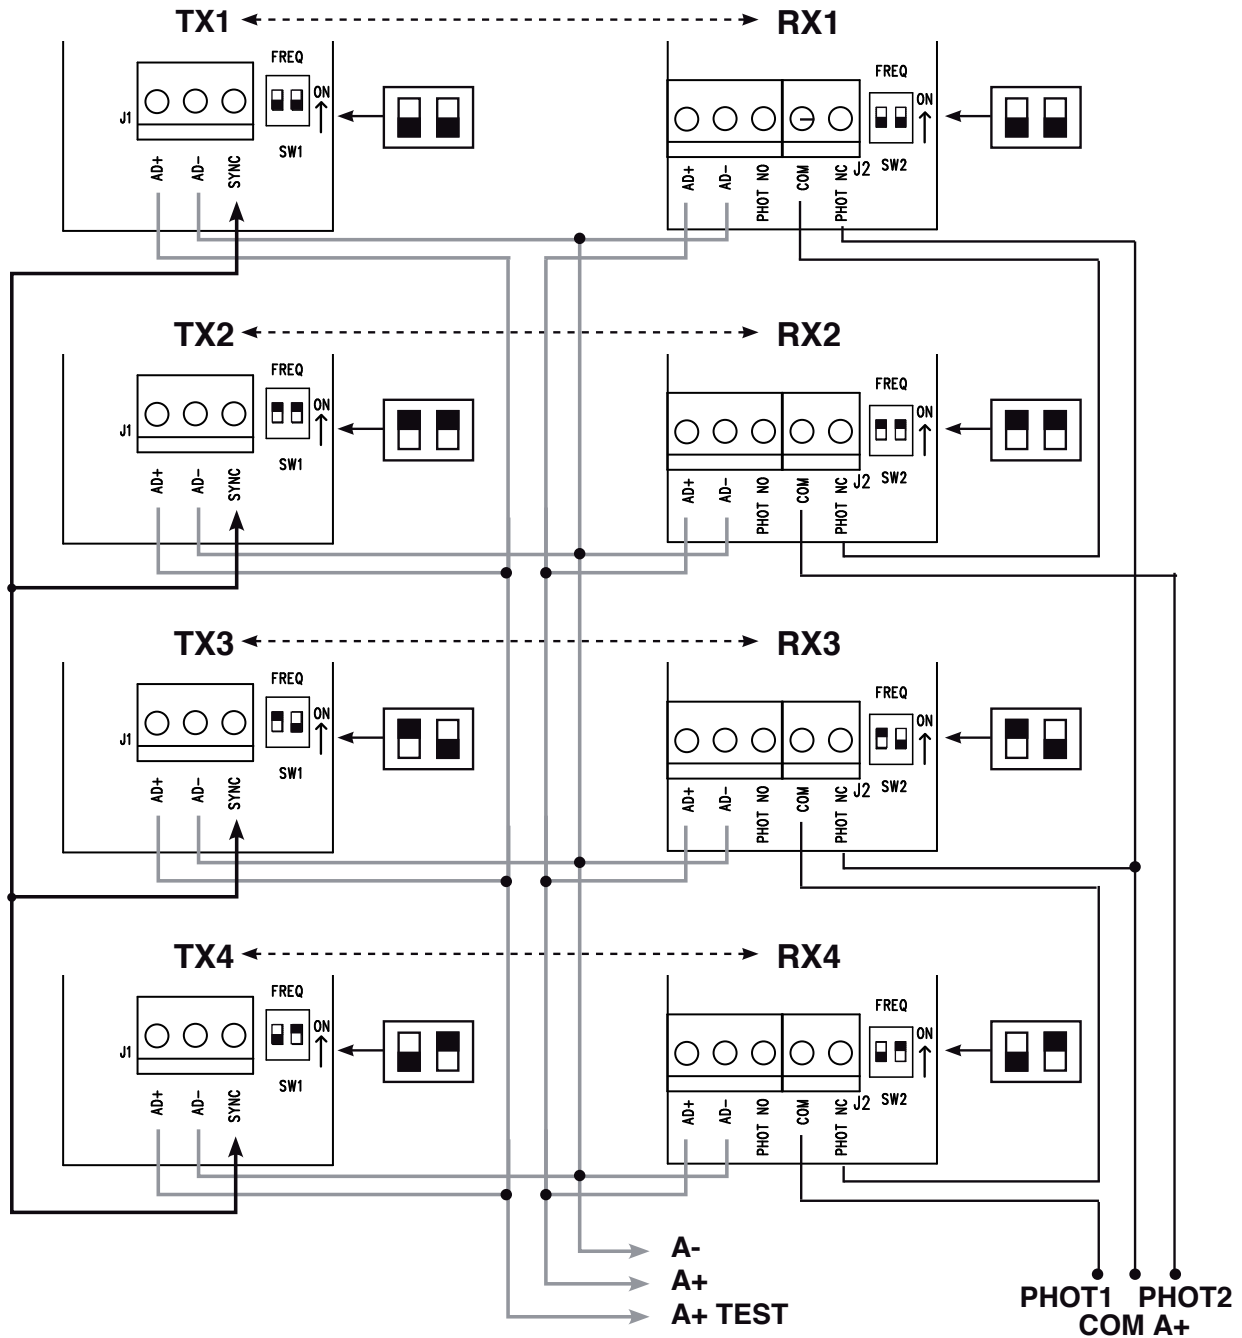 TX1 RX1
FREQ
ON
J1
SW1
AD+ AD- SYNC
FREQ
ON
J2 SW2
AD+ AD- PHOT NO COM PHOT NC
TX2 RX2
FREQ
ON
J1
SW1
AD+ AD- SYNC
FREQ
ON
J2 SW2
AD+ AD- PHOT NO COM PHOT NC
TX3 RX3
FREQ
ON
J1
SW1
AD+ AD- SYNC
FREQ
ON
J2 SW2
AD+ AD- PHOT NO COM PHOT NC
TX4 RX4
FREQ
ON
J1
SW1
AD+ AD- SYNC
FREQ
ON
J2 SW2
AD+ AD- PHOT NO COM PHOT NC
A-
A+
A+ TEST
PHOT1 PHOT2
COM A+